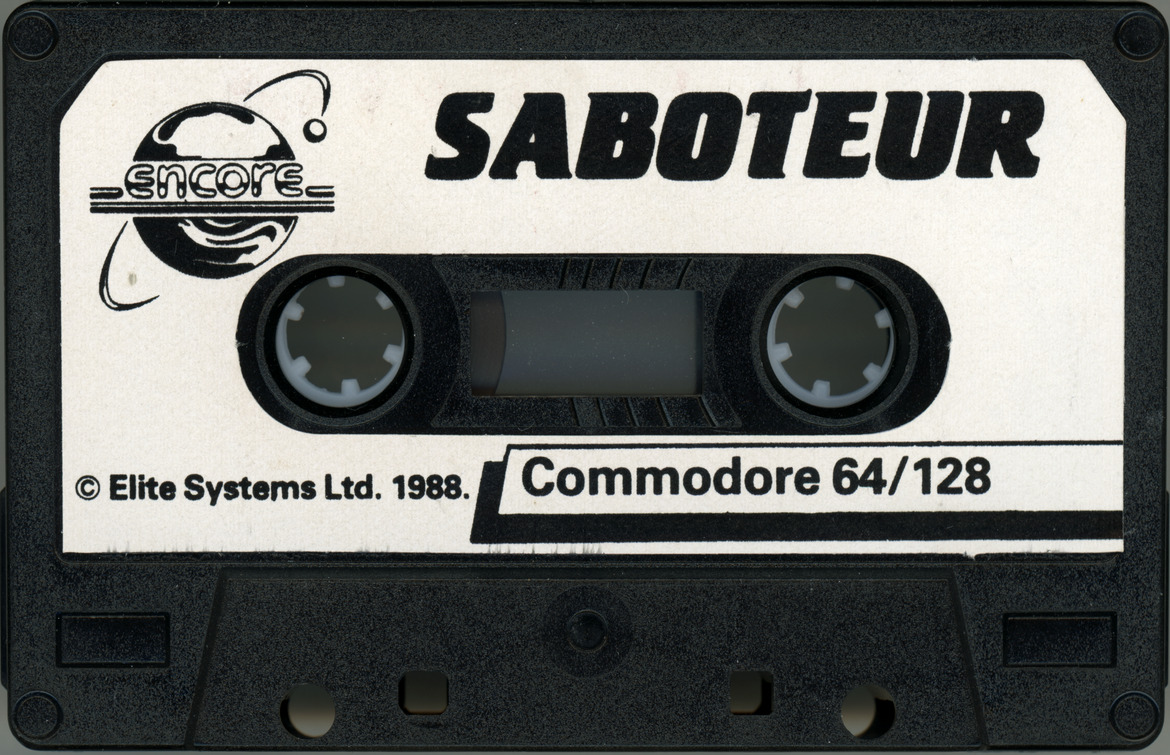 SABOTEUR
encore
© Elite Systems Ltd. 1988.
Commodore 64/128